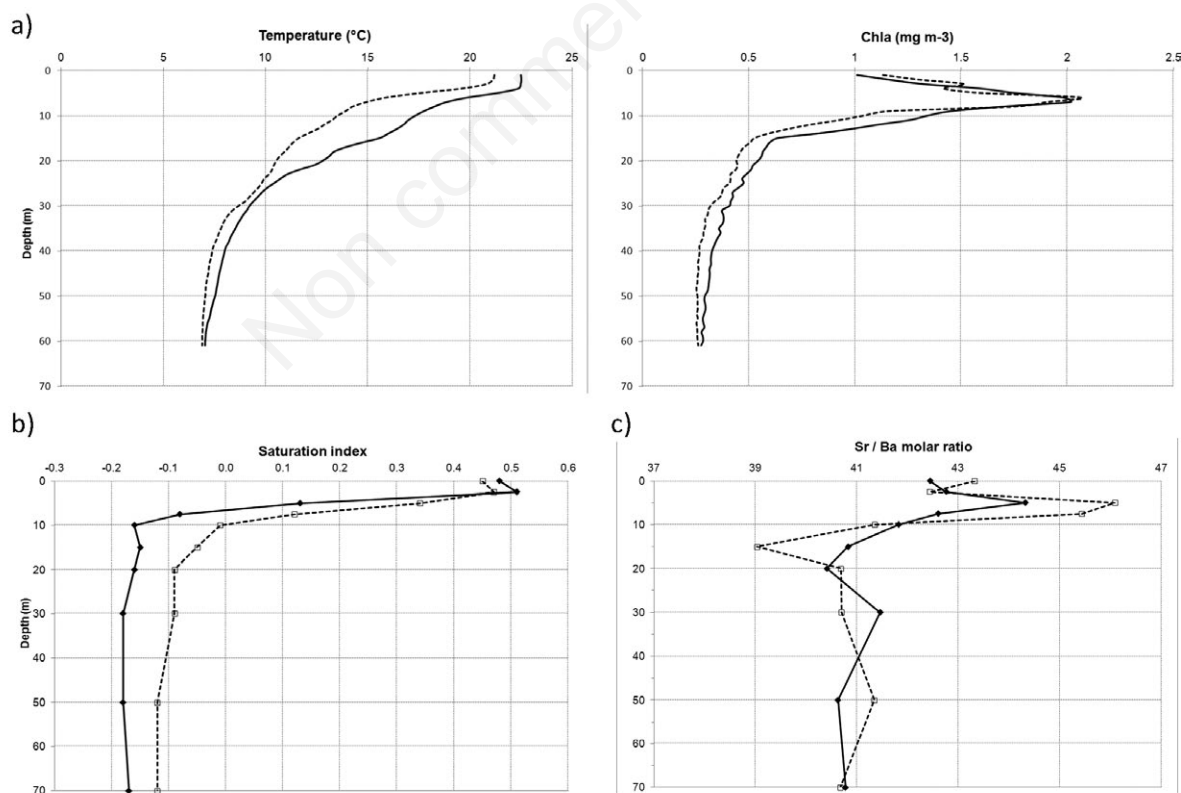 a)
Temperature (°C)
0 5 10 15 20 25
0
10
20
30
40
50
60
70
Depth (m)
Chla (mg m-3)
0 0.5 1 1.5 2 2.5
0
10
20
30
40
50
60
70
Non commer
b)
Saturation index
-0.3 -0.2 -0.1 0.0 0.1 0.2 0.3 0.4 0.5 0.6
0
10
20
30
40
50
60
70
Depth (m)
c)
Sr / Ba molar ratio
37 39 41 43 45 47
0
10
20
30
40
50
60
70